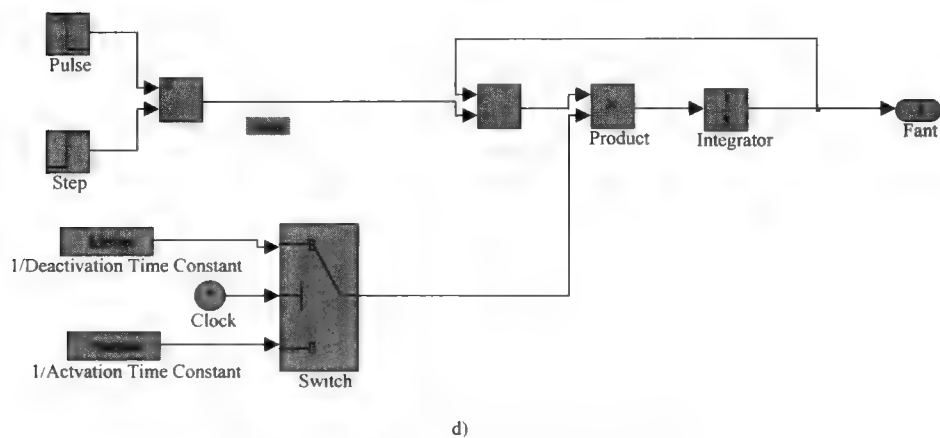 Pulse
Step
Product
Integrator
Fant
1/Deactivation Time Constant
Clock
1/Actvation Time Constant
Switch
d)